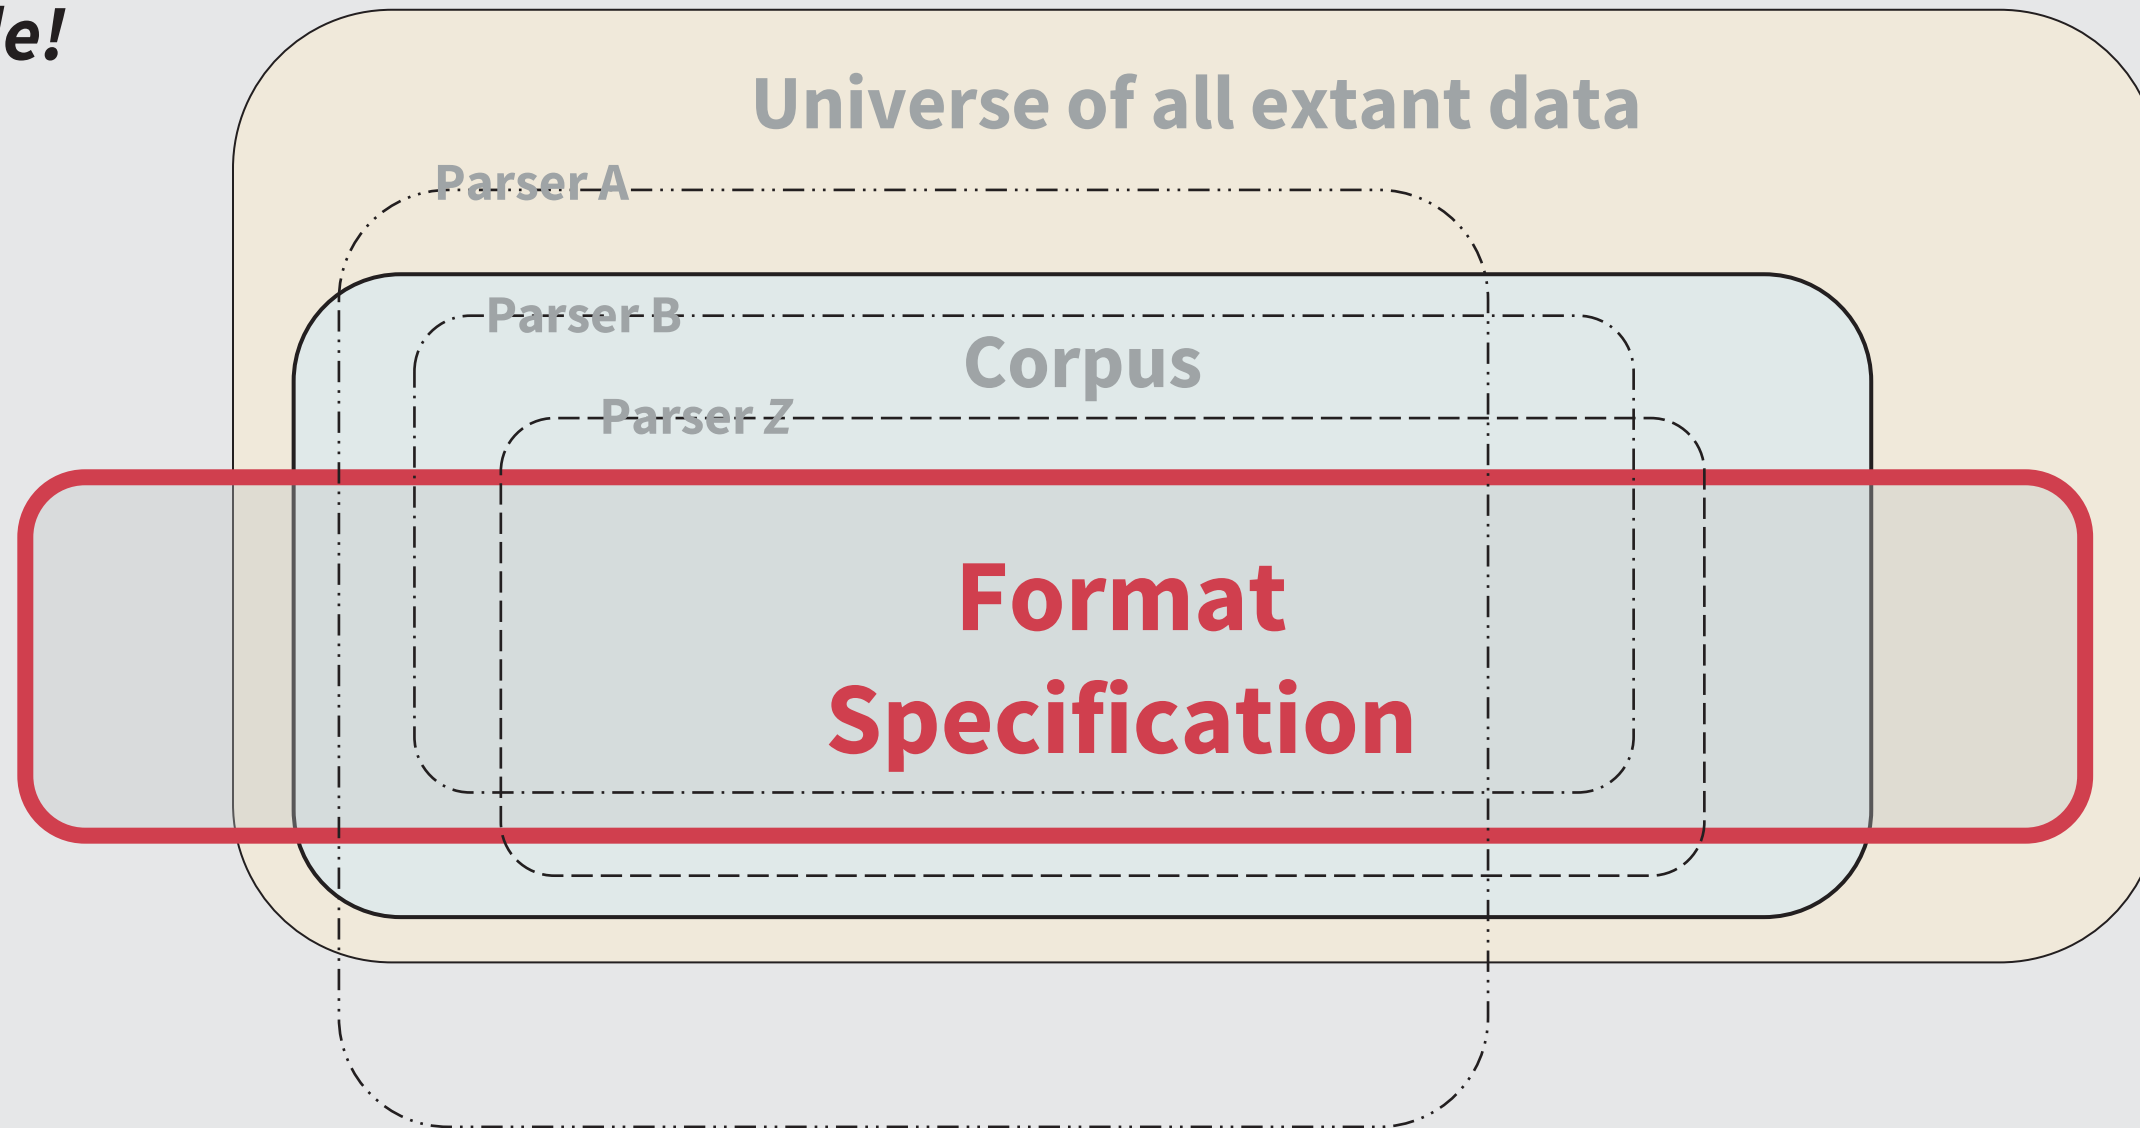 Universe of all extant data
Parser A
Parser B
Corpus
Parser Z
Format
Specification